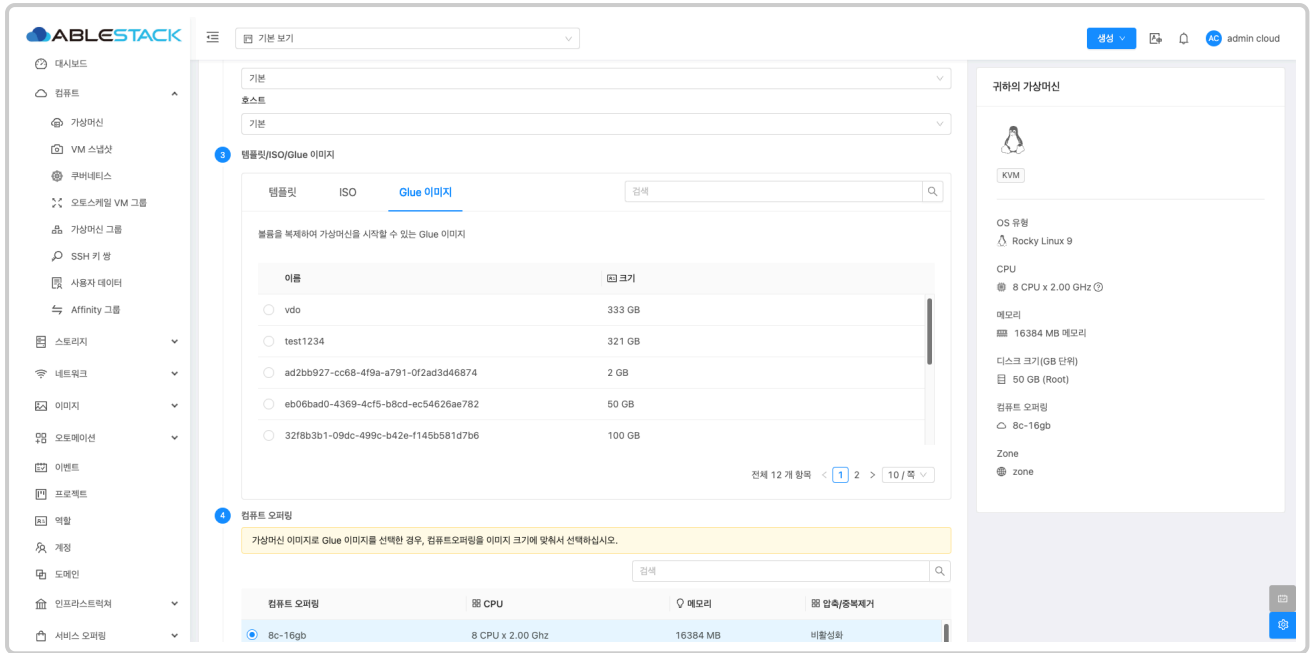 ABLESTACK
기본 보기
생성
AC
admin cloud
대시보드
컴퓨트
가상머신
VM 스냅샷
쿠버네티스
오토스케일 VM 그룹
가상머신 그룹
SSH 키 쌍
사용자 데이터
Affinity 그룹
스토리지
네트워크
이미지
오토메이션
이벤트
프로젝트
역할
계정
도메인
인프라스트럭쳐
서비스 오퍼링
기본
호스트
기본
3 템플릿/ISO/Glue 이미지
템플릿 ISO Glue 이미지 검색
볼륨을 복제하여 가상머신을 시작할 수 있는 Glue 이미지
이름 크기
vdo 333 GB
test1234 321 GB
ad2bb927-cc68-4f9a-a791-0f2ad3d46874 2 GB
eb06bad0-4369-4cf5-b8cd-ec54626ae782 50 GB
32f8b3b1-09dc-499c-b42e-f145b581d7b6 100 GB
전체 12 개 항목 < 1 2 > 10 / 쪽
4 컴퓨트 오퍼링
가상머신 이미지로 Glue 이미지를 선택한 경우, 컴퓨트오퍼링을 이미지 크기에 맞춰서 선택하십시오.
검색
컴퓨트 오퍼링 CPU 메모리 압축/중복제거
8c-16gb 8 CPU x 2.00 Ghz 16384 MB 비활성화
귀하의 가상머신
KVM
OS 유형
Rocky Linux 9
CPU
8 CPU x 2.00 GHz
메모리
16384 MB 메모리
디스크 크기(GB 단위)
50 GB (Root)
컴퓨트 오퍼링
8c-16gb
Zone
zone